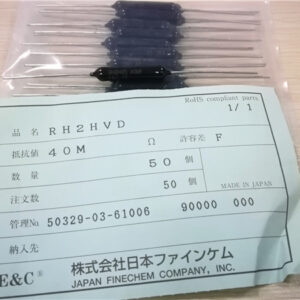 RoHS compliant parts
1/ 1
品 名 RH2HVD
抵抗値 40M Ω 許容差 F
数 量 50 個
注文数 50 個 MADE IN JAPAN
管理No 50329-03-61006 90000 000
納入先
E&C® 株式会社日本ファインケム
JAPAN FINECHEM COMPANY, INC.